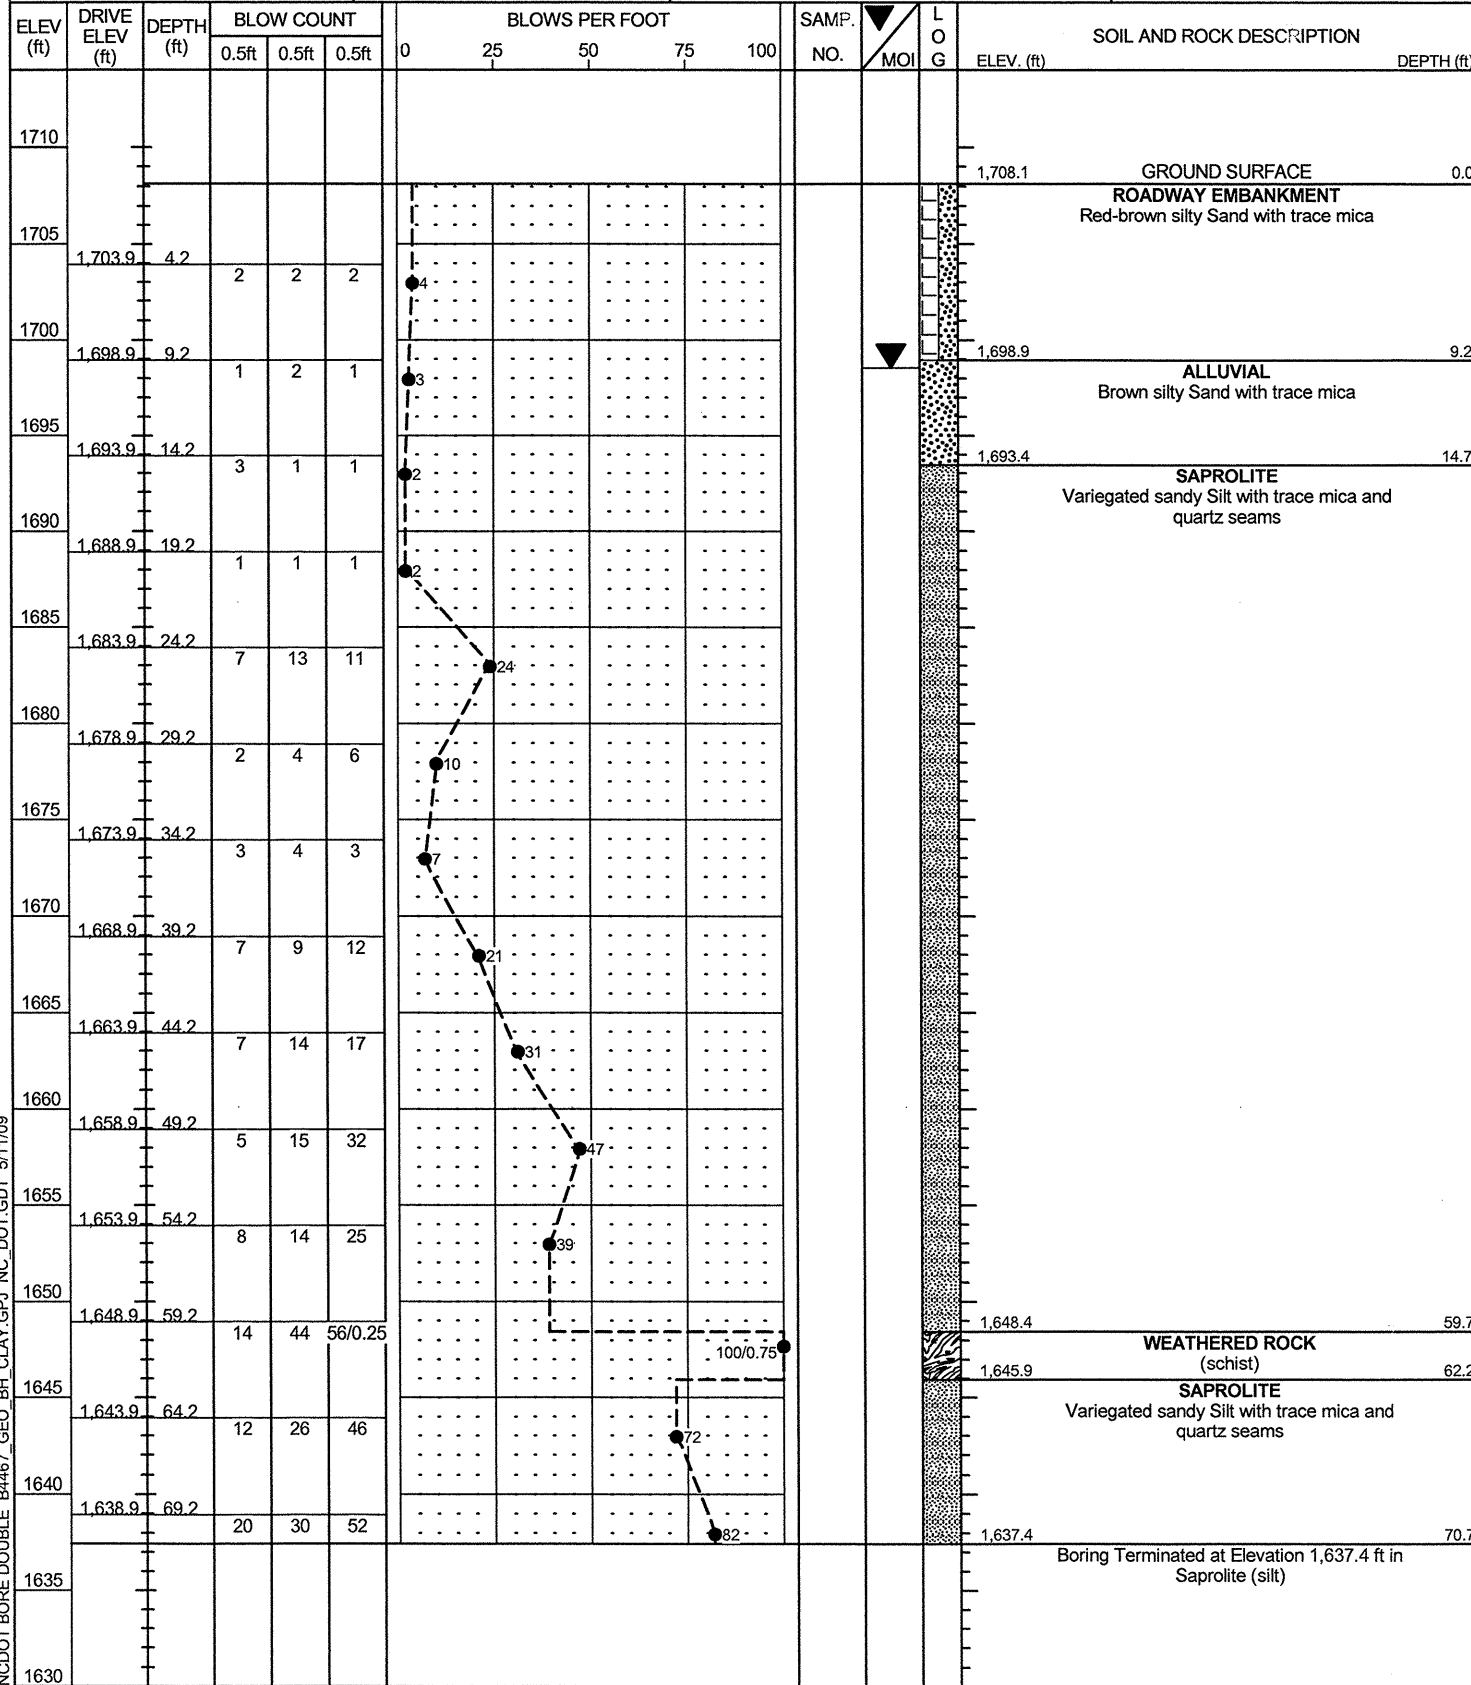 ELEV (ft) DRIVE ELEV (ft) DEPTH (ft) BLOW COUNT BLOWS PER FOOT SAMP. NO. MOI L O G SOIL AND ROCK DESCRIPTION
0.5ft 0.5ft 0.5ft 0 25 50 75 100 ELEV. (ft) DEPTH (ft)
1710
1,708.1 GROUND SURFACE 0.0
ROADWAY EMBANKMENT
Red-brown silty Sand with trace mica
1705
1,703.9 4.2
2 2 2 4
1700
1,698.9 9.2 1,698.9 9.2
1 2 1 3 ALLUVIAL
Brown silty Sand with trace mica
1695
1,693.9 14.2 1,693.4 14.7
3 1 1 2 SAPROLITE
Variegated sandy Silt with trace mica and
quartz seams
1690
1,688.9 19.2
1 1 1 2
1685
1,683.9 24.2
7 13 11 24
1680
1,678.9 29.2
2 4 6 10
1675
1,673.9 34.2
3 4 3 7
1670
1,668.9 39.2
7 9 12 21
1665
1,663.9 44.2
7 14 17 31
1660
1,658.9 49.2
5 15 32 47
1655
1,653.9 54.2
8 14 25 39
1650
1,648.9 59.2 1,648.4 59.7
14 44 56/0.25 100/0.75 WEATHERED ROCK
(schist)
1,645.9 62.2
1645 SAPROLITE
1,643.9 64.2 Variegated sandy Silt with trace mica and
12 26 46 72 quartz seams
1640
1,638.9 69.2
20 30 52 82 1,637.4 70.7
Boring Terminated at Elevation 1,637.4 ft in
Saprolite (silt)
1635
1630
NCDOT BORE DOUBLE B4467_GEO_BH_CLAY.GPJ NC_DOT.GDT 5/11/09